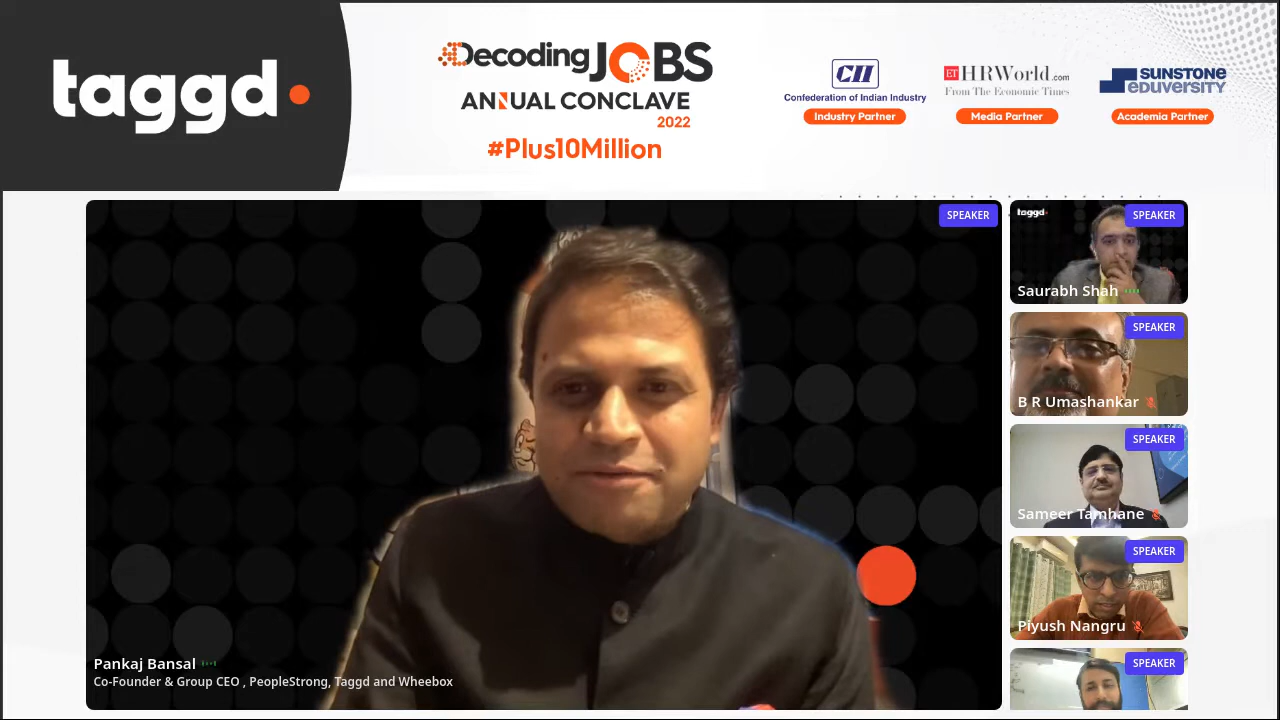 taggd
Decoding JOBS
ANNUAL CONCLAVE
2022
#Plus10Million
CII
Confederation of Indian Industry
Industry Partner
ET HRWorld.com
From The Economic Times
Media Partner
SUNSTONE
eDUVERSITY
Academia Partner
SPEAKER
Pankaj Bansal
Co-Founder & Group CEO , PeopleStrong, Taggd and Wheebox
taggd
SPEAKER
Saurabh Shah
SPEAKER
B R Umashankar
SPEAKER
Sameer Tamhane
SPEAKER
Piyush Nangru
SPEAKER